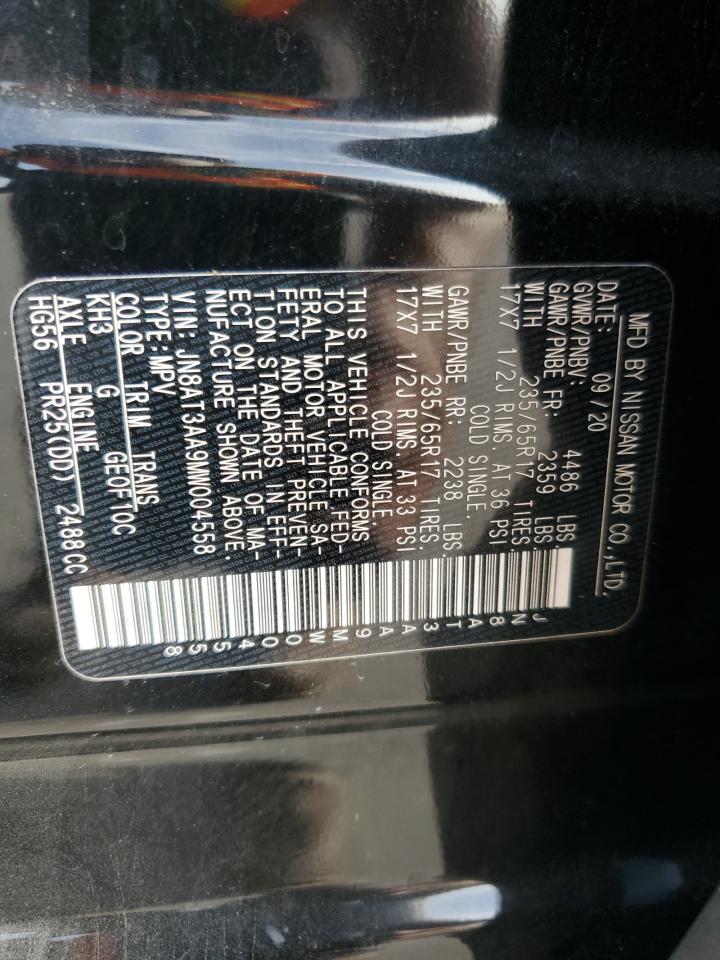 MFD BY NISSAN MOTOR CO.,LTD.
DATE: 09/20
GVWR/PNBV: 4486 LBS.
GAWR/PNBE FR: 2359 LBS.
WITH 235/65R17 TIRES.
17X7 1/2J RIMS. AT 36 PSI
COLD SINGLE.
GAWR/PNBE RR: 2238 LBS.
WITH 235/65R17 TIRES.
17X7 1/2J RIMS. AT 33 PSI
COLD SINGLE.
THIS VEHICLE CONFORMS
TO ALL APPLICABLE FED-
ERAL MOTOR VEHICLE SA-
FETY AND THEFT PREVEN-
TION STANDARDS IN EFF-
ECT ON THE DATE OF MA-
NUFACTURE SHOWN ABOVE
VIN: JN8AT3AA9MW004558
TYPE: MPV
COLOR TRIM TRANS
KH3 G GE0F10C
AXLE ENGINE
HG56 PR25(DD) 2488CC
JN8AT3AA9MW004558